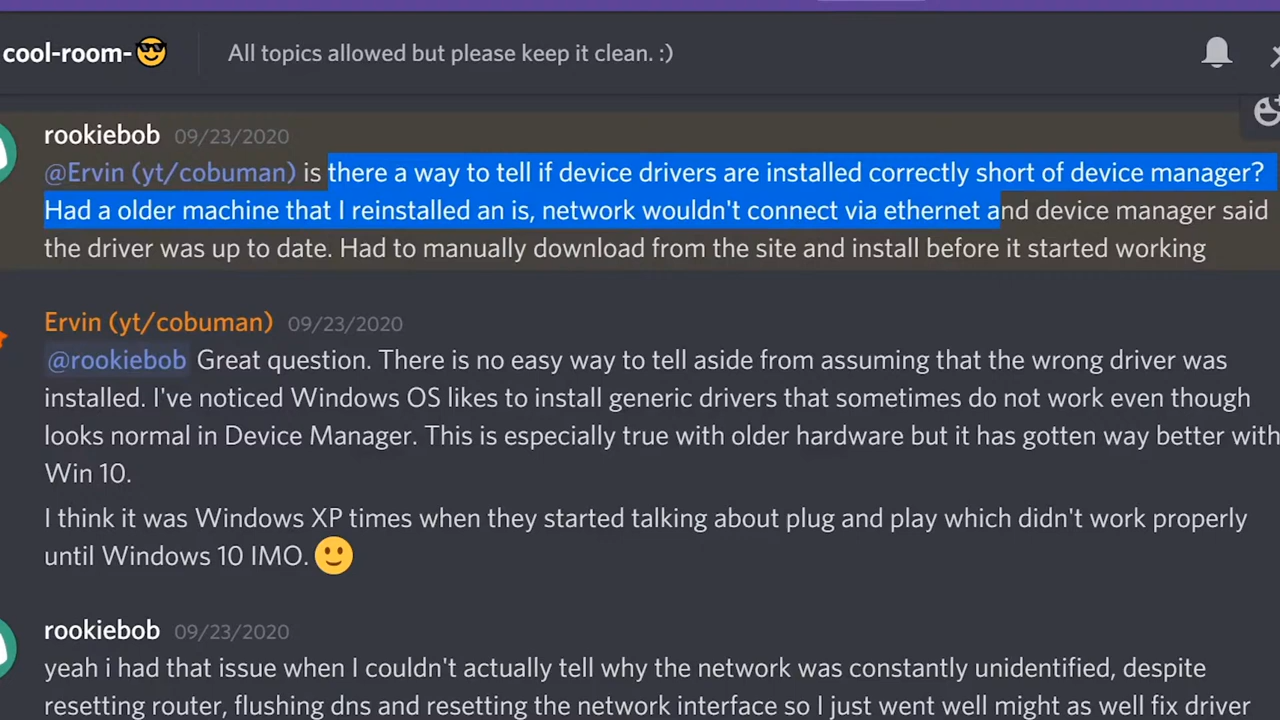 cool-room-😎 All topics allowed but please keep it clean. :)
rookiebob 09/23/2020
@Ervin (yt/cobuman) is there a way to tell if device drivers are installed correctly short of device manager?
Had a older machine that I reinstalled an is, network wouldn't connect via ethernet and device manager said
the driver was up to date. Had to manually download from the site and install before it started working
Ervin (yt/cobuman) 09/23/2020
@rookiebob Great question. There is no easy way to tell aside from assuming that the wrong driver was
installed. I've noticed Windows OS likes to install generic drivers that sometimes do not work even though
looks normal in Device Manager. This is especially true with older hardware but it has gotten way better with
Win 10.
I think it was Windows XP times when they started talking about plug and play which didn't work properly
until Windows 10 IMO. 🙂
rookiebob 09/23/2020
yeah i had that issue when I couldn't actually tell why the network was constantly unidentified, despite
resetting router, flushing dns and resetting the network interface so I just went well might as well fix driver